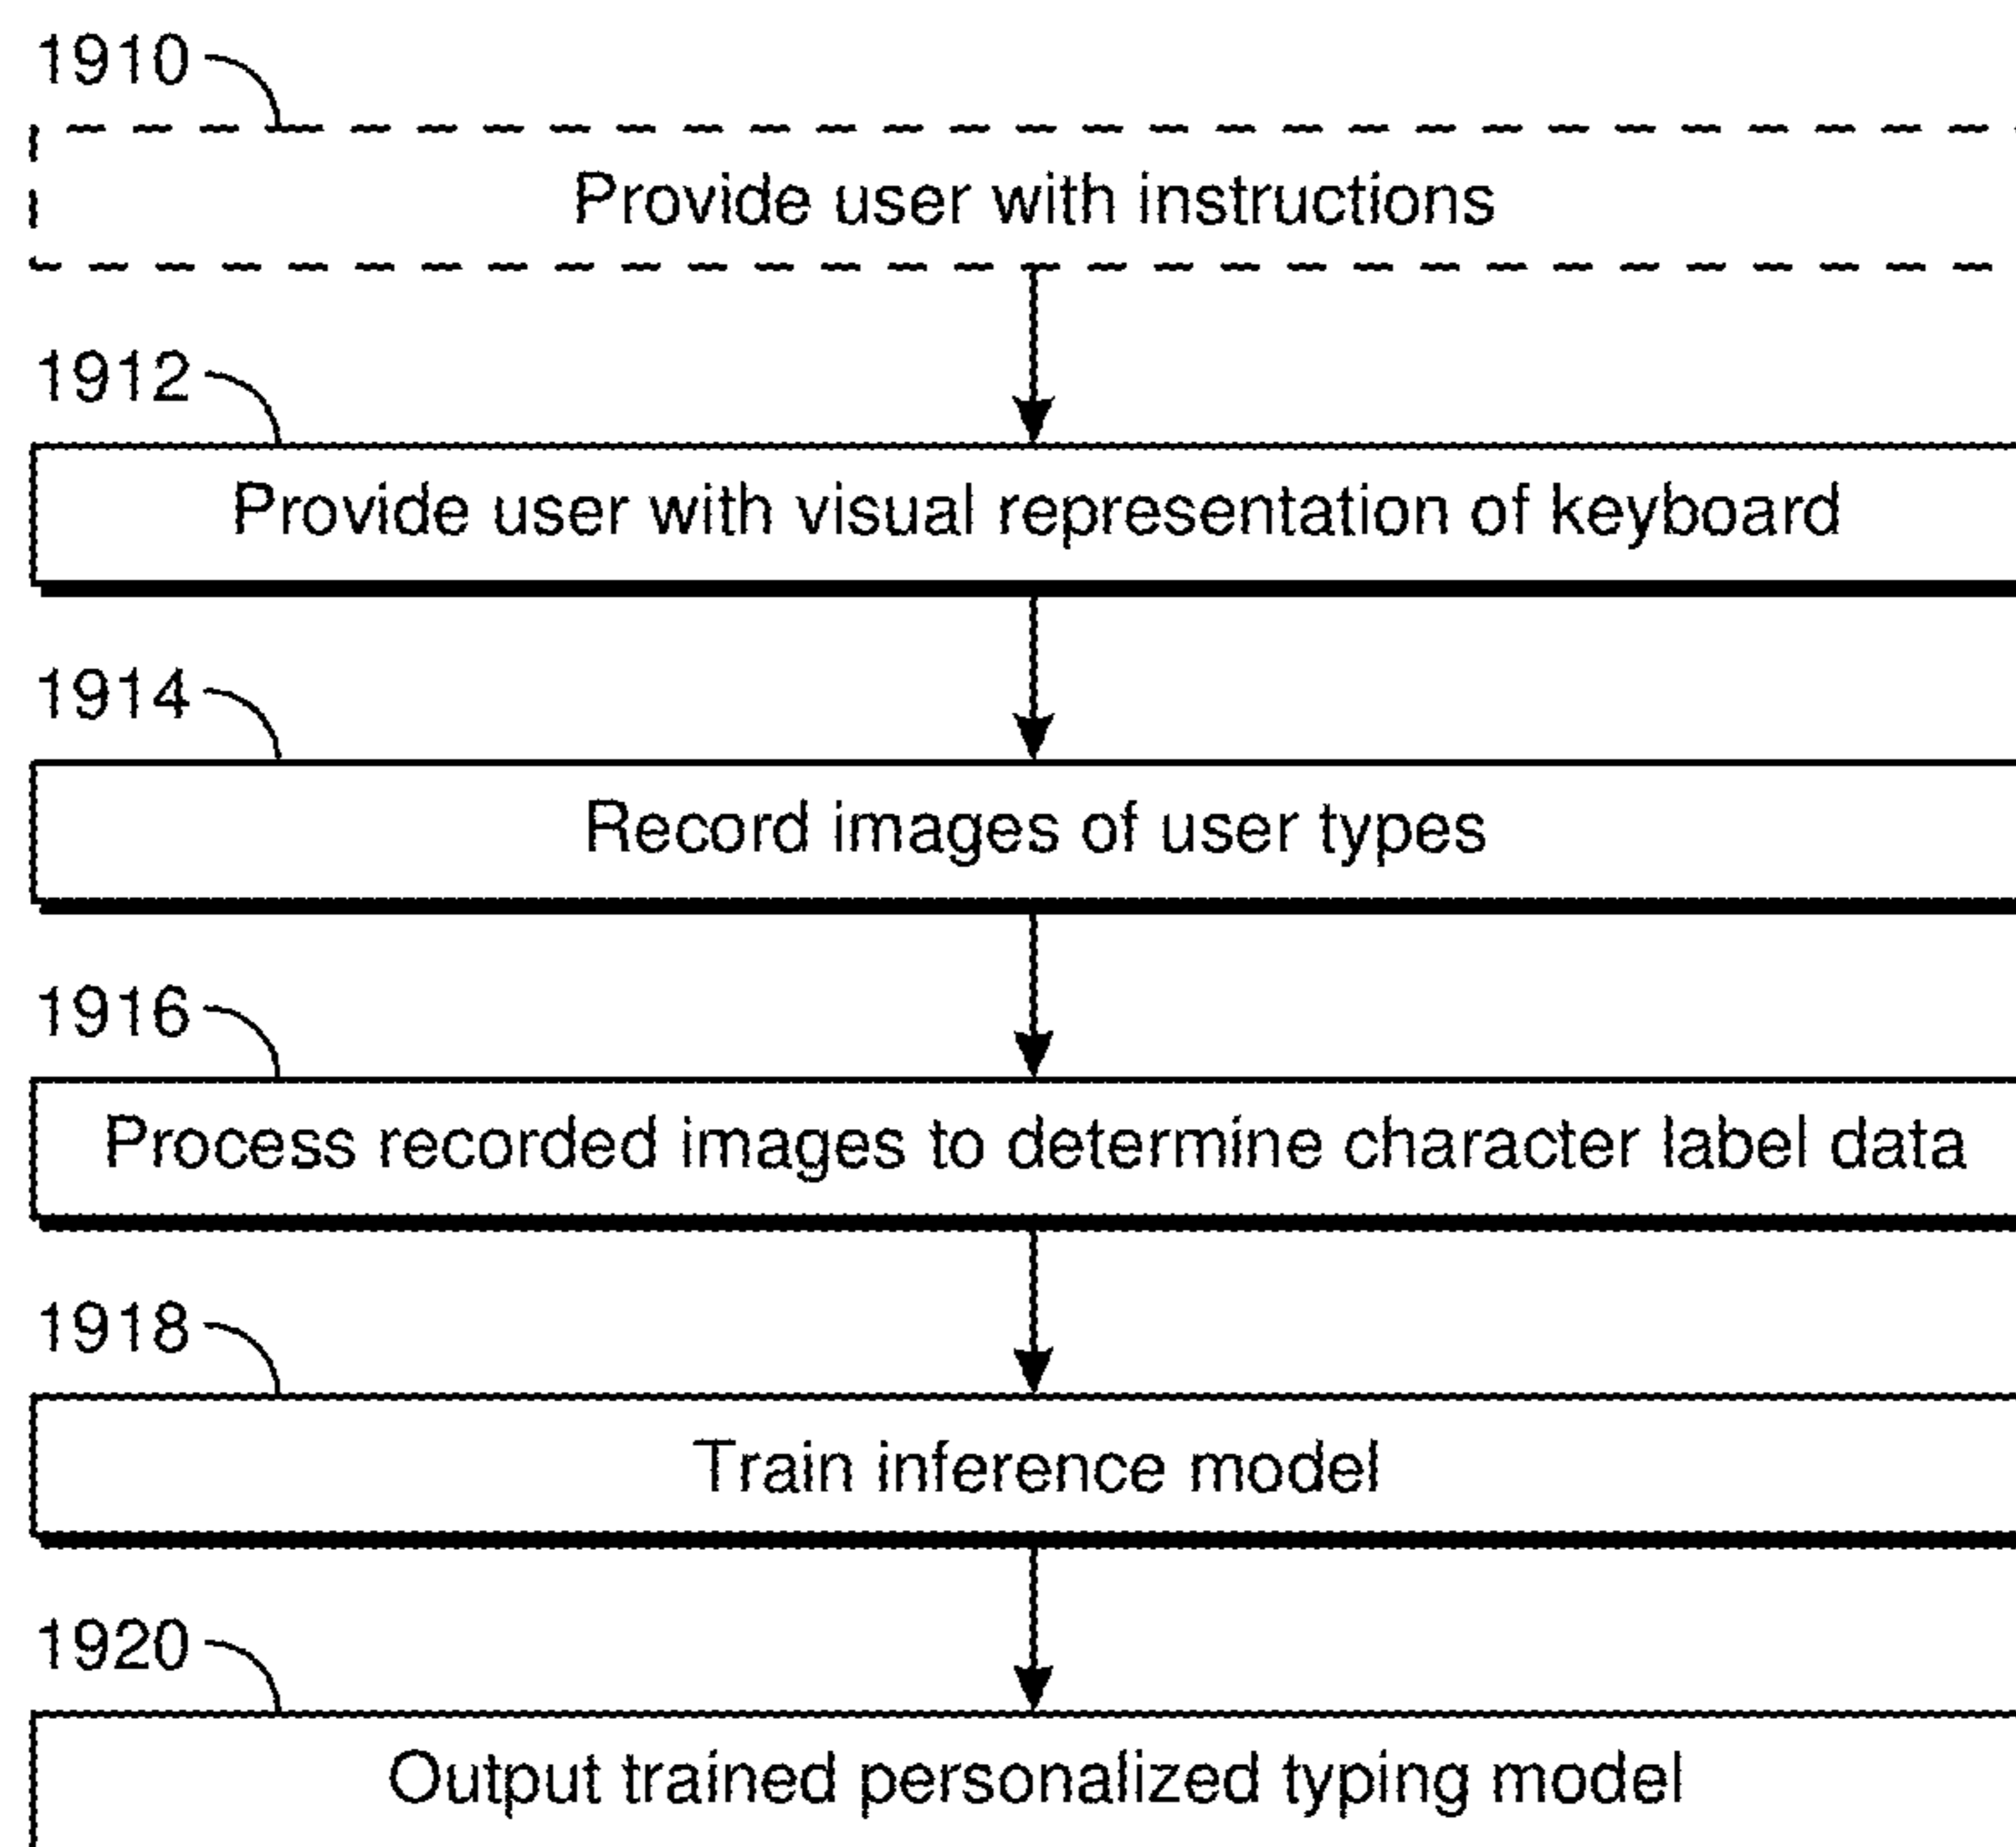 1910
Provide user with instructions
1912
Provide user with visual representation of keyboard
1914
Record images of user types
1916
Process recorded images to determine character label data
1918
Train inference model
1920
Output trained personalized typing model